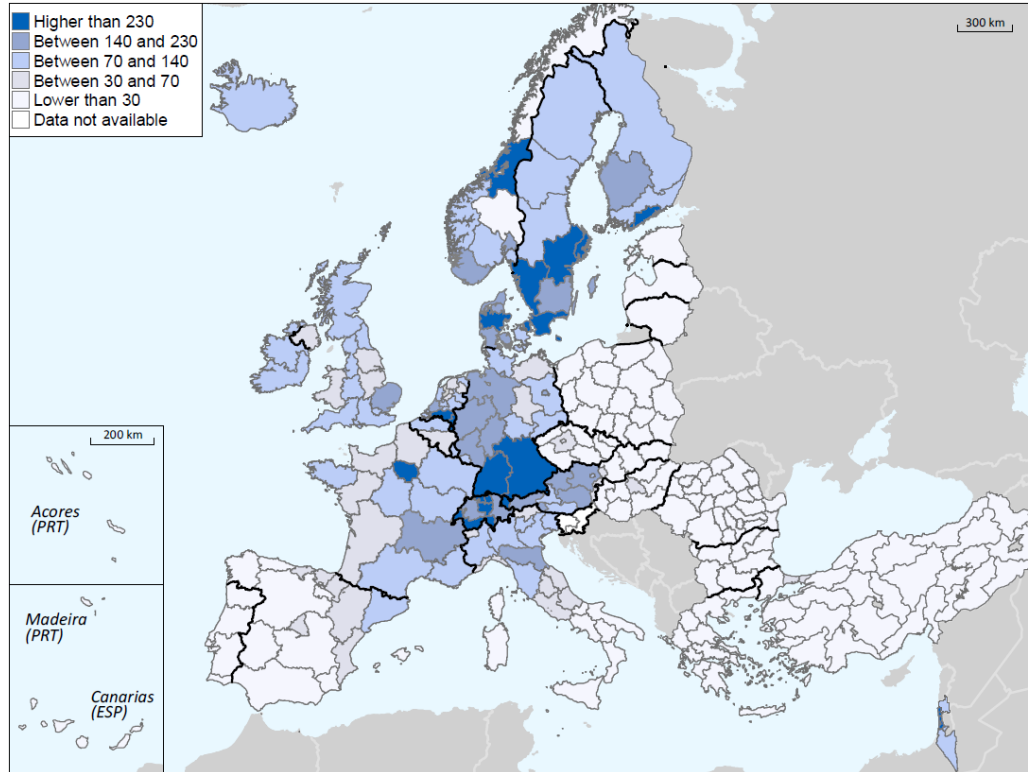 Higher than 230
Between 140 and 230
Between 70 and 140
Between 30 and 70
Lower than 30
Data not available
300 km
200 km
Acores
(PRT)
Madeira
(PRT)
Canarias
(ESP)